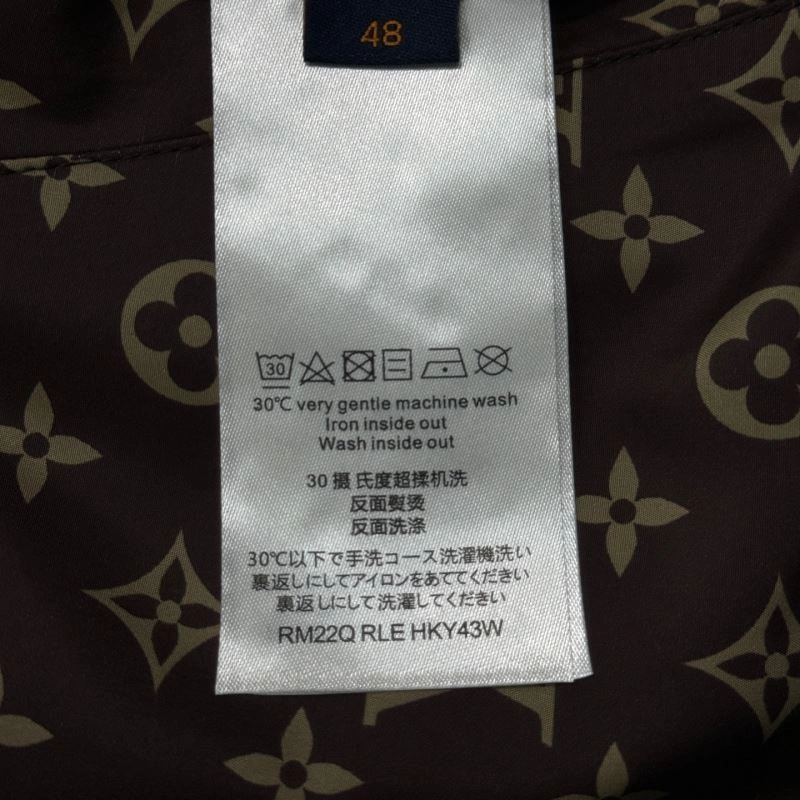 48
30
30℃ very gentle machine wash
Iron inside out
Wash inside out
30 摄 氏度超揉机洗
反面熨烫
反面洗涤
30℃以下で手洗コース洗濯機洗い
裏返しにしてアイロンをあててください
裏返しにして洗濯してください
RM22Q RLE HKY43W